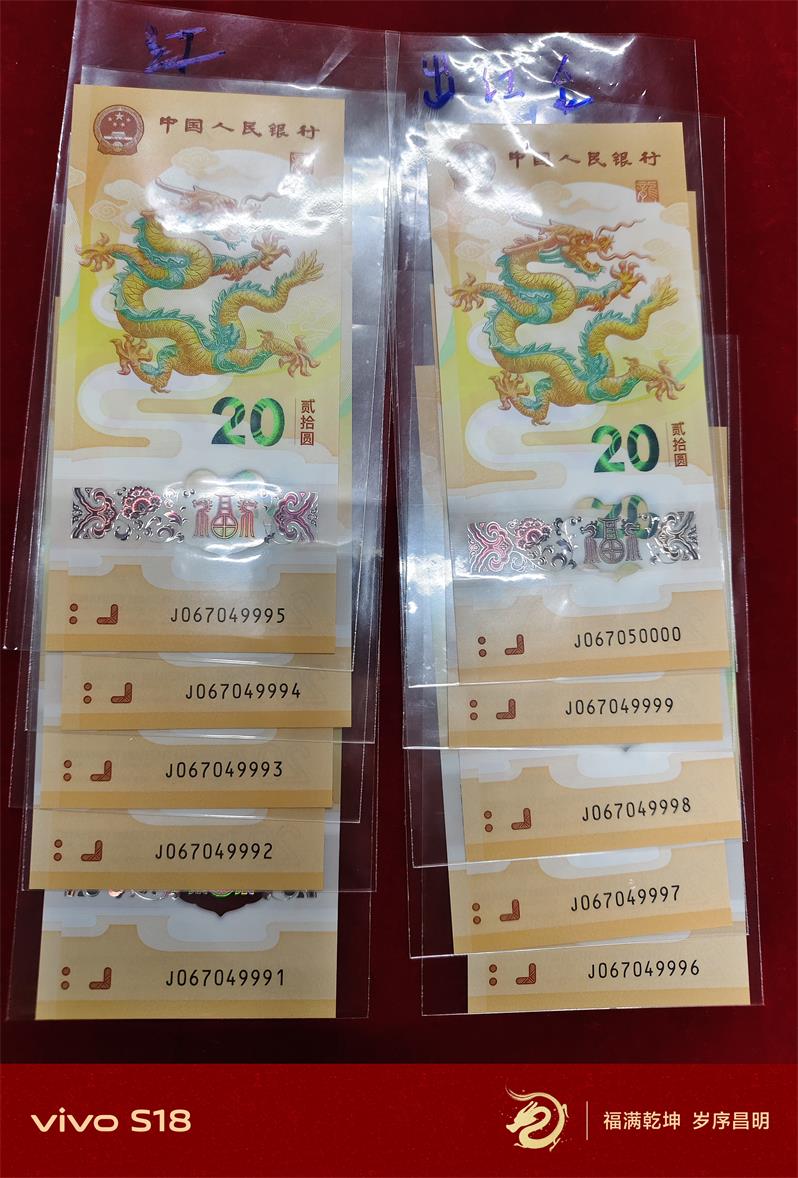 中国人民银行
20
贰拾圆
J067049995
J067049994
J067049993
J067049992
J067049991
出
中国人民银行
龍
20
贰拾圆
J067050000
J067049999
J067049998
J067049997
J067049996
vivo S18
福满乾坤 岁序昌明